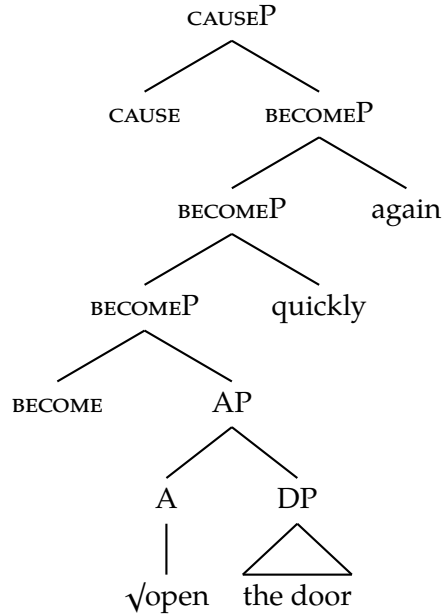 CAUSEP
CAUSE BECOMEP
BECOMEP again
BECOMEP quickly
BECOME AP
A DP
√open the door